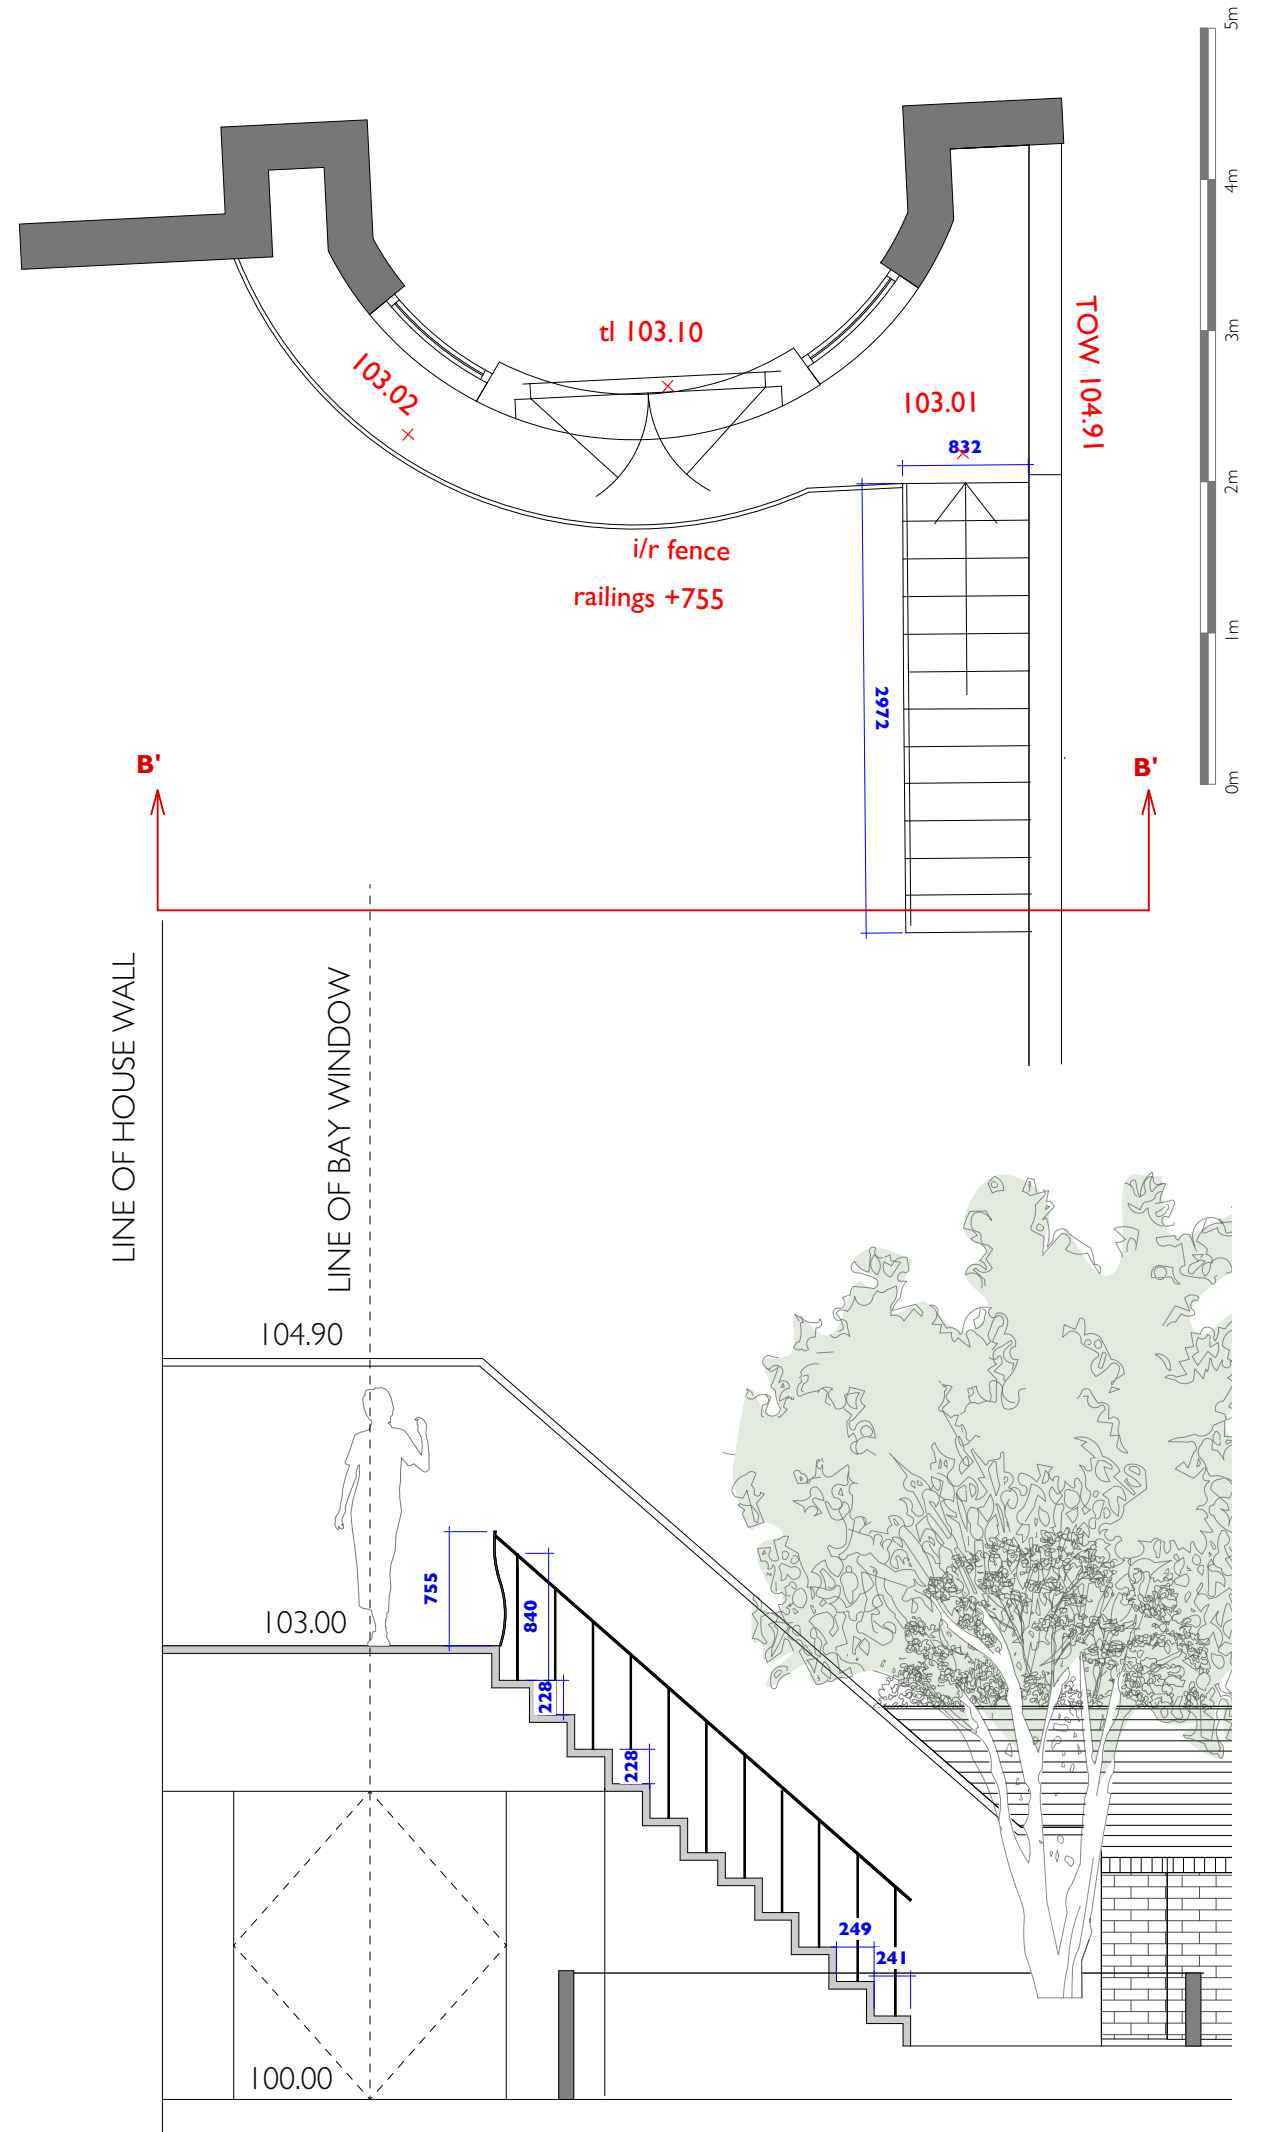 5m
4m
3m
2m
1m
0m
tl 103.10
103.02
103.01
TOW 104.91
832
i/r fence
railings +755
2972
B'
B'
LINE OF HOUSE WALL
LINE OF BAY WINDOW
104.90
755
840
103.00
228
228
249
241
100.00